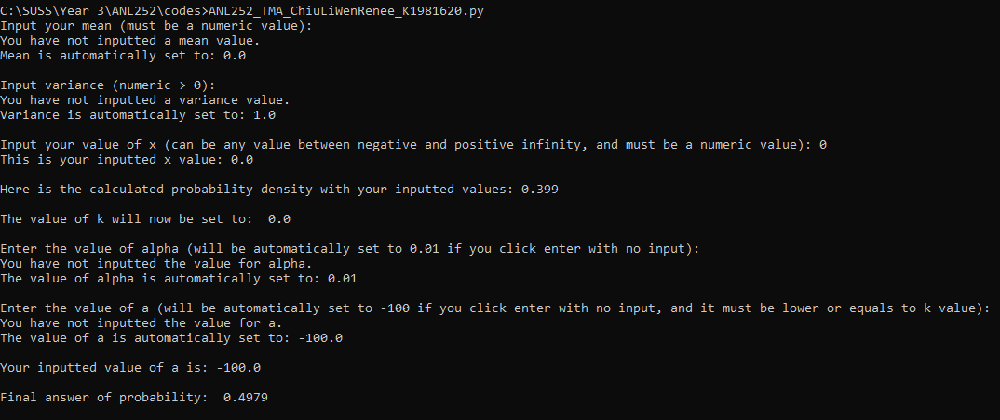 C:\SUSS\Year 3\ANL252\codes>ANL252_TMA_ChiuLiWenRenee_K1981620.py
Input your mean (must be a numeric value):
You have not inputted a mean value.
Mean is automatically set to: 0.0
Input variance (numeric > 0):
You have not inputted a variance value.
Variance is automatically set to: 1.0
Input your value of x (can be any value between negative and positive infinity, and must be a numeric value): 0
This is your inputted x value: 0.0
Here is the calculated probability density with your inputted values: 0.399
The value of k will now be set to:  0.0
Enter the value of alpha (will be automatically set to 0.01 if you click enter with no input):
You have not inputted the value for alpha.
The value of alpha is automatically set to: 0.01
Enter the value of a (will be automatically set to -100 if you click enter with no input, and it must be lower or equals to k value):
You have not inputted the value for a.
The value of a is automatically set to: -100.0
Your inputted value of a is: -100.0
Final answer of probability:  0.4979